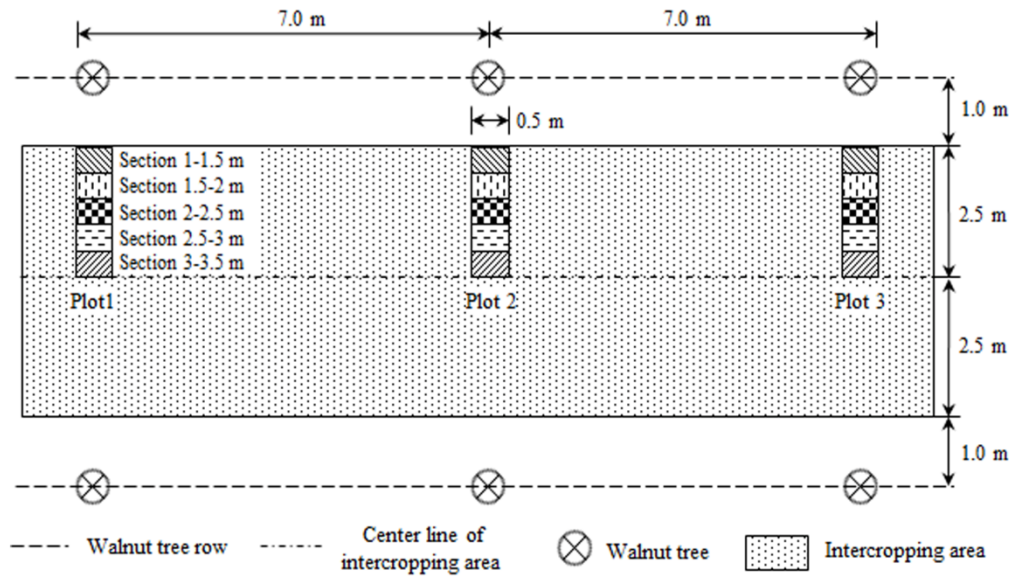 7.0 m
7.0 m
1.0 m
0.5 m
Section 1-1.5 m
Section 1.5-2 m
Section 2-2.5 m
Section 2.5-3 m
Section 3-3.5 m
2.5 m
Plot1
Plot 2
Plot 3
2.5 m
1.0 m
Walnut tree row
Center line of
intercropping area
Walnut tree
Intercropping area